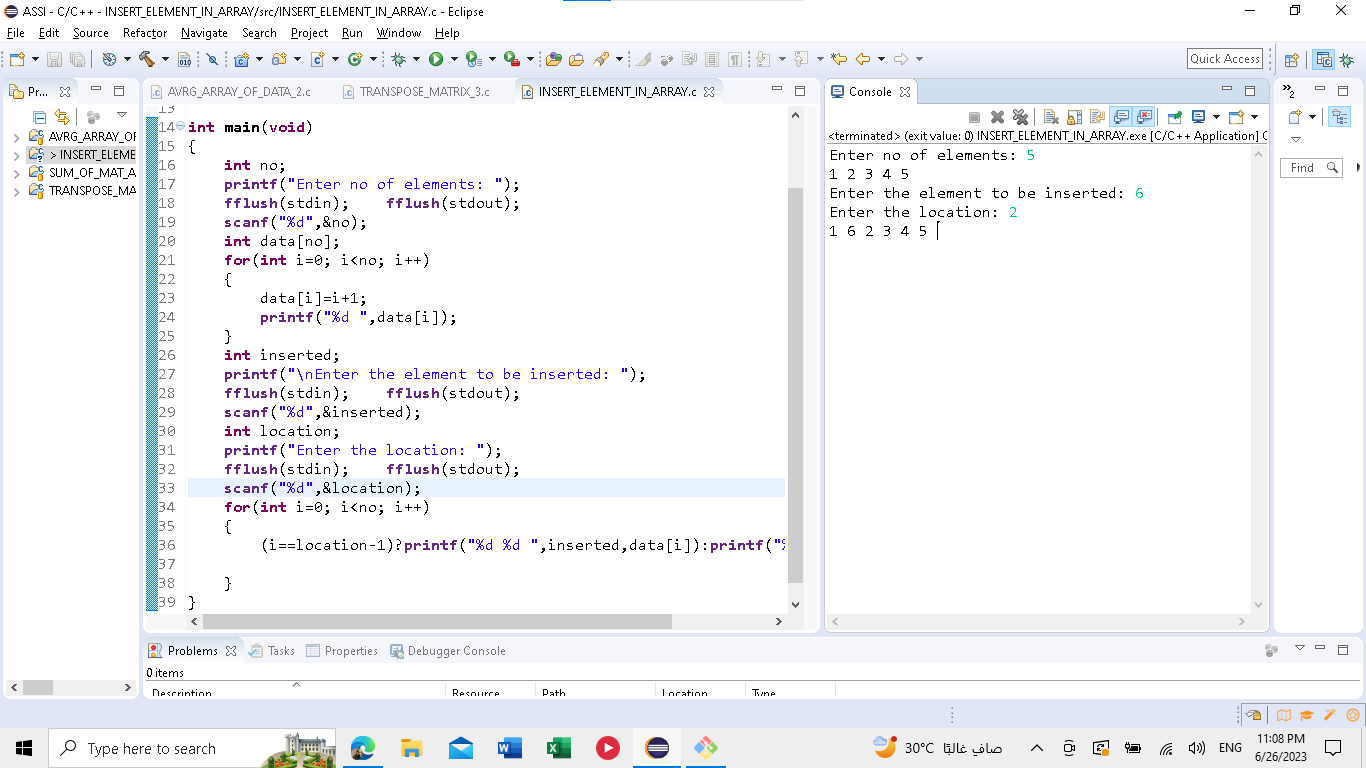 ASSI - C/C++ - INSERT_ELEMENT_IN_ARRAY/src/INSERT_ELEMENT_IN_ARRAY.c - Eclipse
File Edit Source Refactor Navigate Search Project Run Window Help
Quick Access
Pr...
AVRG_ARRAY_OF
> INSERT_ELEME
SUM_OF_MAT_A
TRANSPOSE_MA
AVRG_ARRAY_OF_DATA_2.c TRANSPOSE_MATRIX_3.c INSERT_ELEMENT_IN_ARRAY.c
13
14 int main(void)
15 {
16 int no;
17 printf("Enter no of elements: ");
18 fflush(stdin); fflush(stdout);
19 scanf("%d",&no);
20 int data[no];
21 for(int i=0; i<no; i++)
22 {
23 data[i]=i+1;
24 printf("%d ",data[i]);
25 }
26 int inserted;
27 printf("\nEnter the element to be inserted: ");
28 fflush(stdin); fflush(stdout);
29 scanf("%d",&inserted);
30 int location;
31 printf("Enter the location: ");
32 fflush(stdin); fflush(stdout);
33 scanf("%d",&location);
34 for(int i=0; i<no; i++)
35 {
36 (i==location-1)?printf("%d %d ",inserted,data[i]):printf("%
37
38 }
39 }
Console
<terminated> (exit value: 0) INSERT_ELEMENT_IN_ARRAY.exe [C/C++ Application] C
Enter no of elements: 5
1 2 3 4 5
Enter the element to be inserted: 6
Enter the location: 2
1 6 2 3 4 5
»2
Find
Problems Tasks Properties Debugger Console
0 items
Description Resource Path Location Type
Type here to search
30°C صافٍ غالبًا
ENG
11:08 PM
6/26/2023